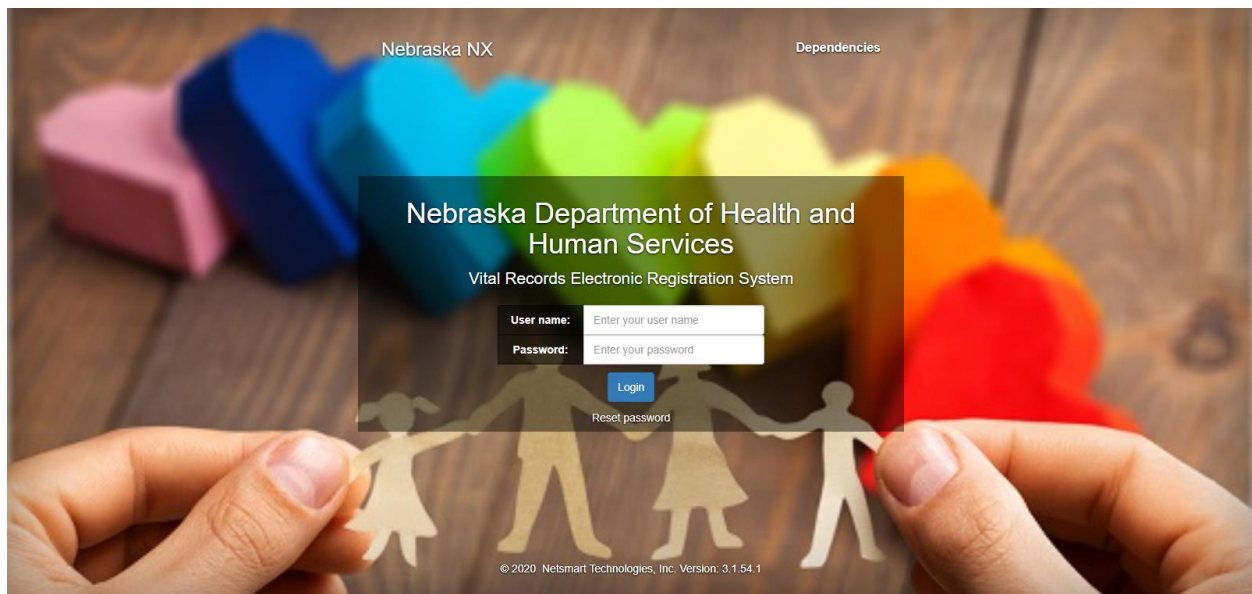 Nebraska NX
Dependencies
Nebraska Department of Health and
Human Services
Vital Records Electronic Registration System
User name:
Enter your user name
Password:
Enter your password
Login
Reset password
© 2020 Netsmart Technologies, Inc. Version: 3.1.54.1